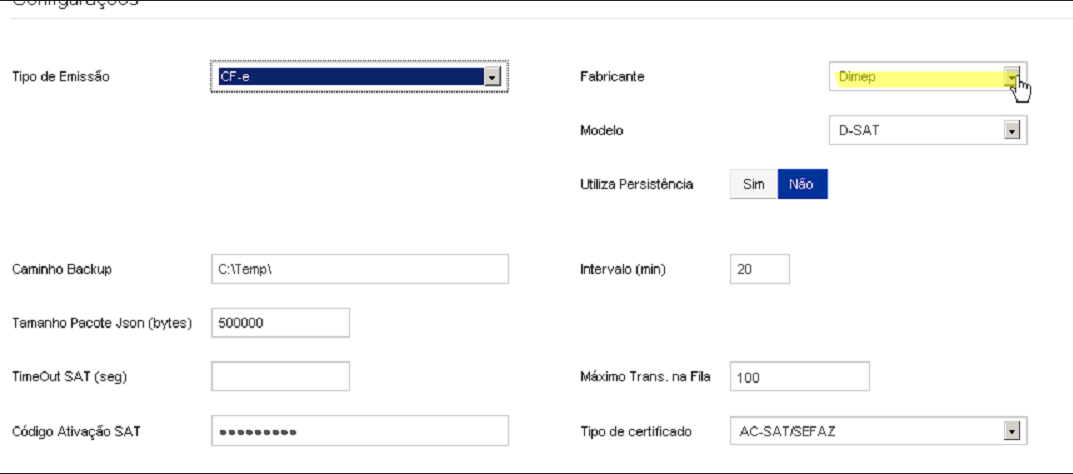 Configurações
Tipo de Emissão CF-e Fabricante Dimep
Modelo D-SAT
Utiliza Persistência Sim Não
Caminho Backup C:\Temp\ Intervalo (min) 20
Tamanho Pacote Json (bytes) 500000
TimeOut SAT (seg) Máximo Trans. na Fila 100
Código Ativação SAT ●●●●●●●●● Tipo de certificado AC-SAT/SEFAZ